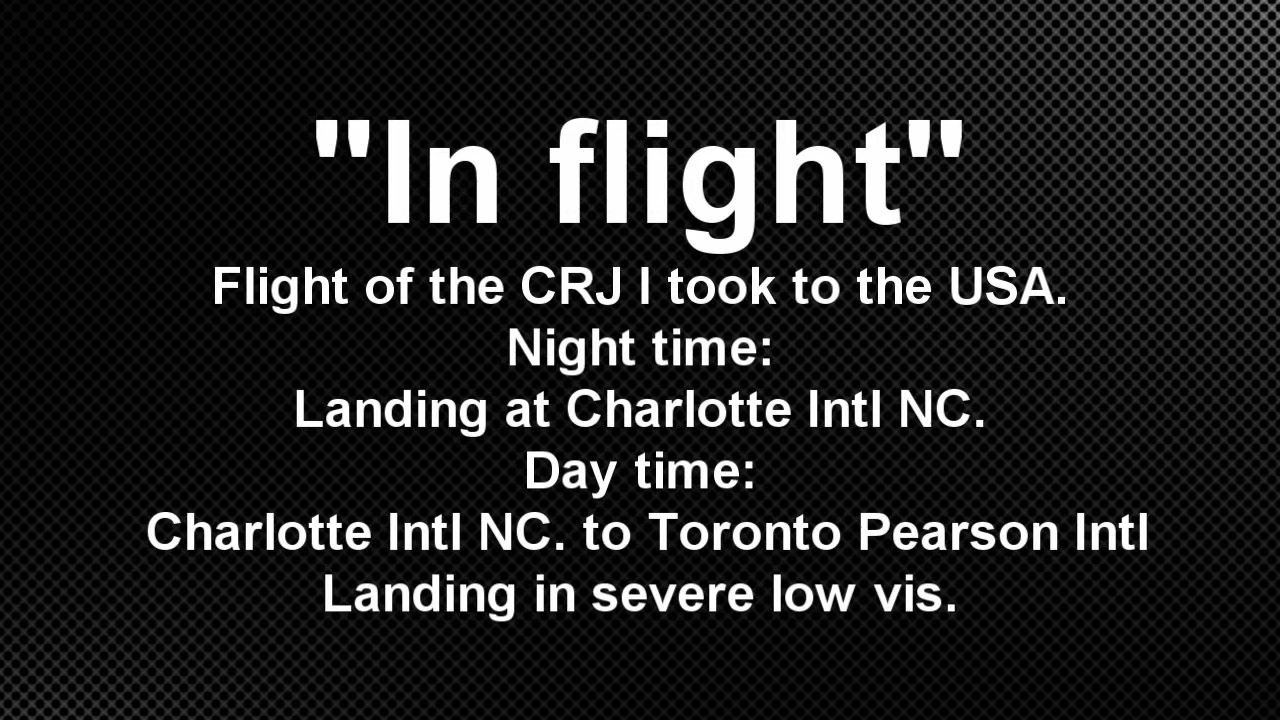 "In flight"
Flight of the CRJ I took to the USA.
Night time:
Landing at Charlotte Intl NC.
Day time:
Charlotte Intl NC. to Toronto Pearson Intl
Landing in severe low vis.